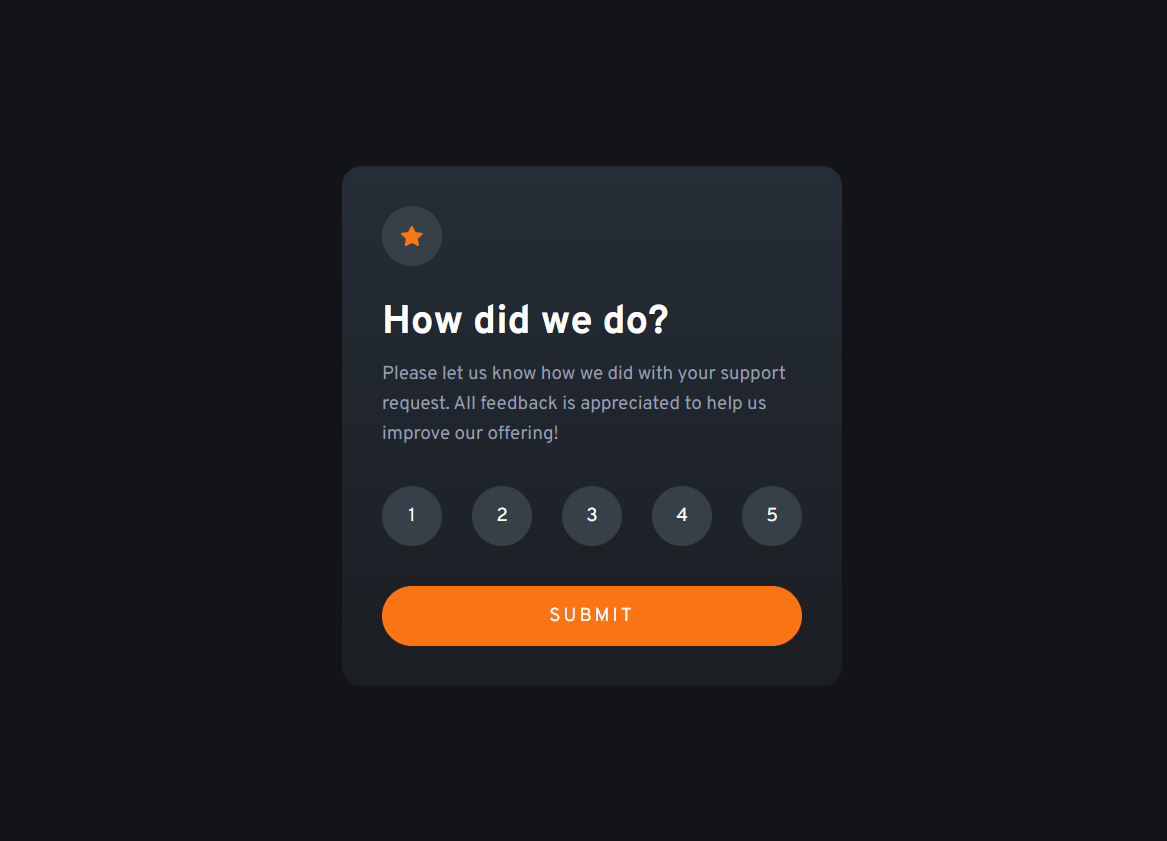 How did we do?
Please let us know how we did with your support
request. All feedback is appreciated to help us
improve our offering!
1 2 3 4 5
SUBMIT